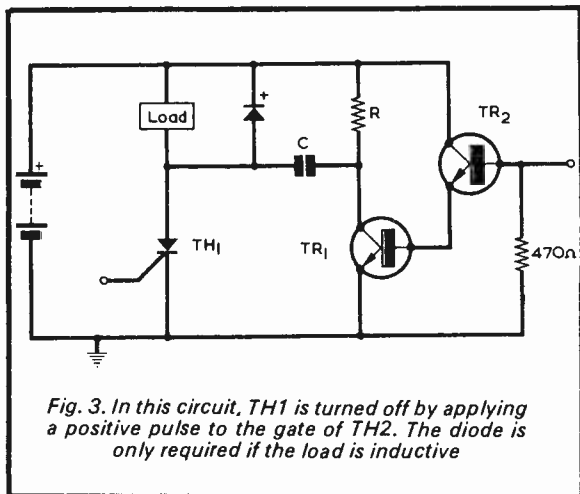 +
Load
+
C
R
TR2
TH1
TR1
470Ω
+
Fig. 3. In this circuit, TH1 is turned off by applying
a positive pulse to the gate of TH2. The diode is
only required if the load is inductive